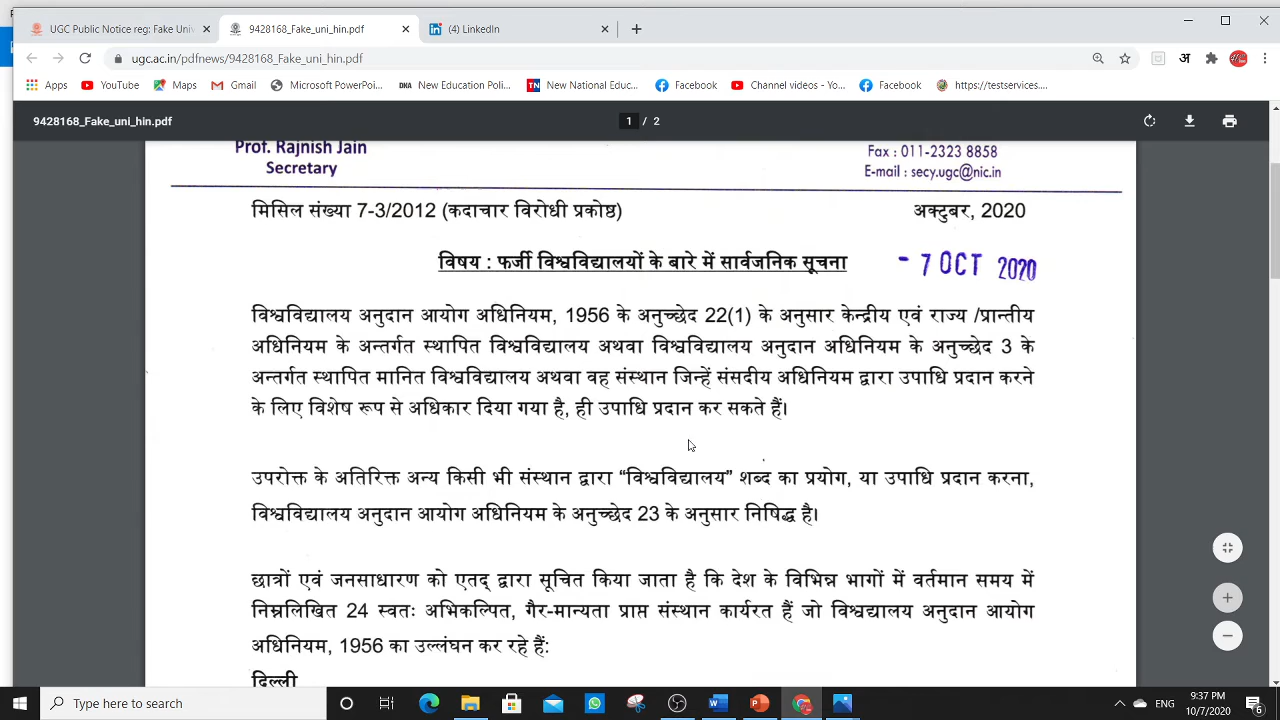 UGC Public Notice reg: Fake Univ
9428168_Fake_uni_hin.pdf
(4) LinkedIn
ugc.ac.in/pdfnews/9428168_Fake_uni_hin.pdf
Apps
YouTube
Maps
Gmail
Microsoft PowerPoi...
DNA New Education Poli...
TN New National Educ...
Facebook
Channel videos - Yo...
Facebook
https://testservices....
9428168_Fake_uni_hin.pdf
1 / 2
Prof. Rajnish Jain
Secretary
Fax : 011-2323 8858
E-mail : secy.ugc@nic.in
मिसिल संख्या 7-3/2012 (कदाचार विरोधी प्रकोष्ठ)
अक्टुबर, 2020
विषय : फर्जी विश्वविद्यालयों के बारे में सार्वजनिक सूचना
- 7 OCT 2020
विश्वविद्यालय अनुदान आयोग अधिनियम, 1956 के अनुच्छेद 22(1) के अनुसार केन्द्रीय एवं राज्य /प्रान्तीय
अधिनियम के अन्तर्गत स्थापित विश्वविद्यालय अथवा विश्वविद्यालय अनुदान अधिनियम के अनुच्छेद 3 के
अन्तर्गत स्थापित मानित विश्वविद्यालय अथवा वह संस्थान जिन्हें संसदीय अधिनियम द्वारा उपाधि प्रदान करने
के लिए विशेष रूप से अधिकार दिया गया है, ही उपाधि प्रदान कर सकते हैं।
उपरोक्त के अतिरिक्त अन्य किसी भी संस्थान द्वारा “विश्वविद्यालय” शब्द का प्रयोग, या उपाधि प्रदान करना,
विश्वविद्यालय अनुदान आयोग अधिनियम के अनुच्छेद 23 के अनुसार निषिद्ध है।
छात्रों एवं जनसाधारण को एतद् द्वारा सूचित किया जाता है कि देश के विभिन्न भागों में वर्तमान समय में
निम्नलिखित 24 स्वतः अभिकल्पित, गैर-मान्यता प्राप्त संस्थान कार्यरत हैं जो विश्वद्यालय अनुदान आयोग
अधिनियम, 1956 का उल्लंघन कर रहे हैं:
दिल्ली
Type here to search
ENG
9:37 PM
10/7/2020
6